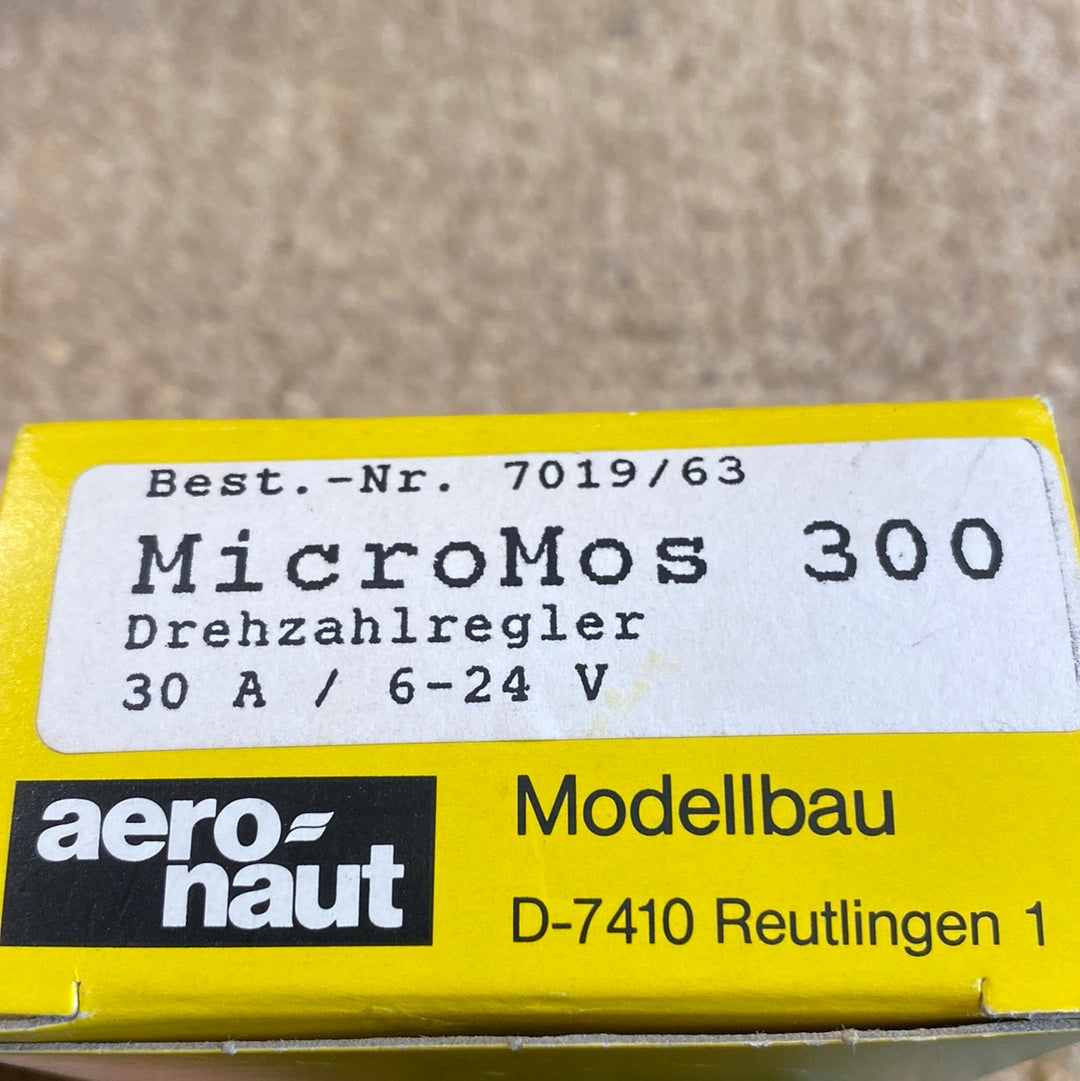 Best.-Nr. 7019/63
MicroMos 300
Drehzahlregler
30 A / 6-24 V
aero-
naut
Modellbau
D-7410 Reutlingen 1